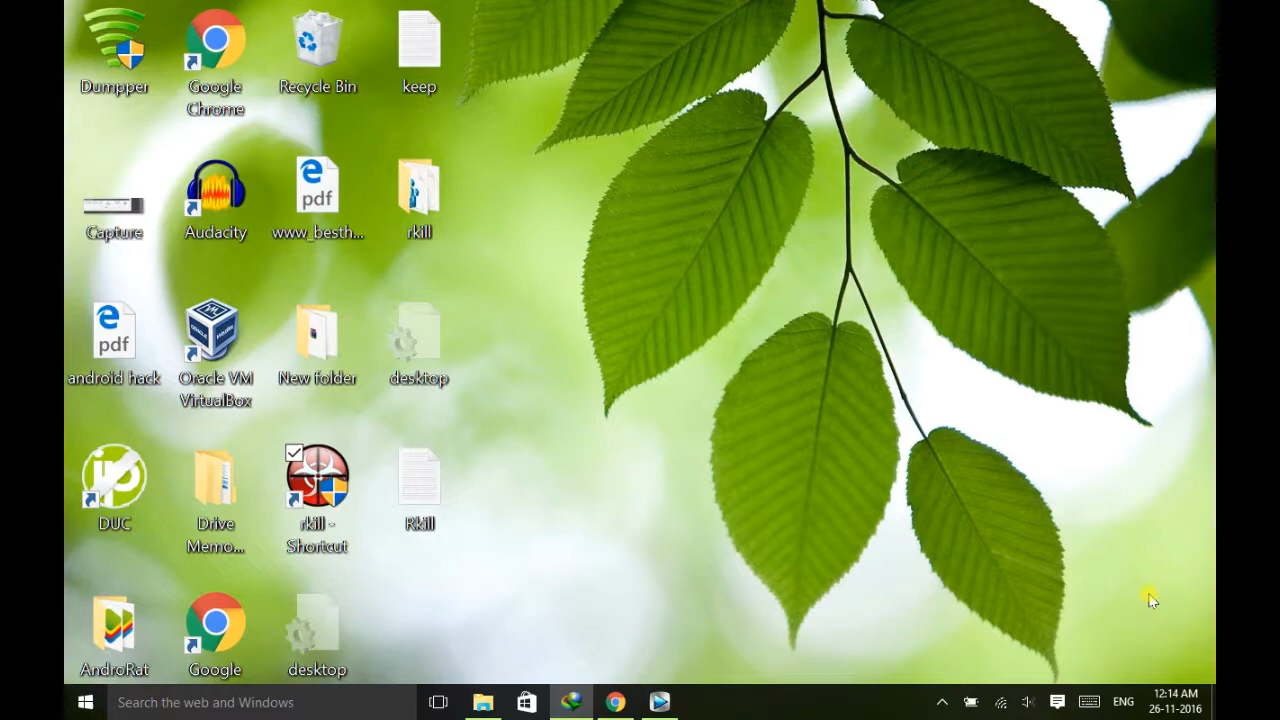 Dumpper
Google
Chrome
Recycle Bin
keep
pdf
Capture
Audacity
www_besth...
rkill
pdf
android hack
Oracle VM
VirtualBox
New folder
desktop
DUC
Drive
Memo...
rkill -
Shortcut
Rkill
AndroRat
Google
desktop
Search the web and Windows
ENG
12:14 AM
26-11-2016